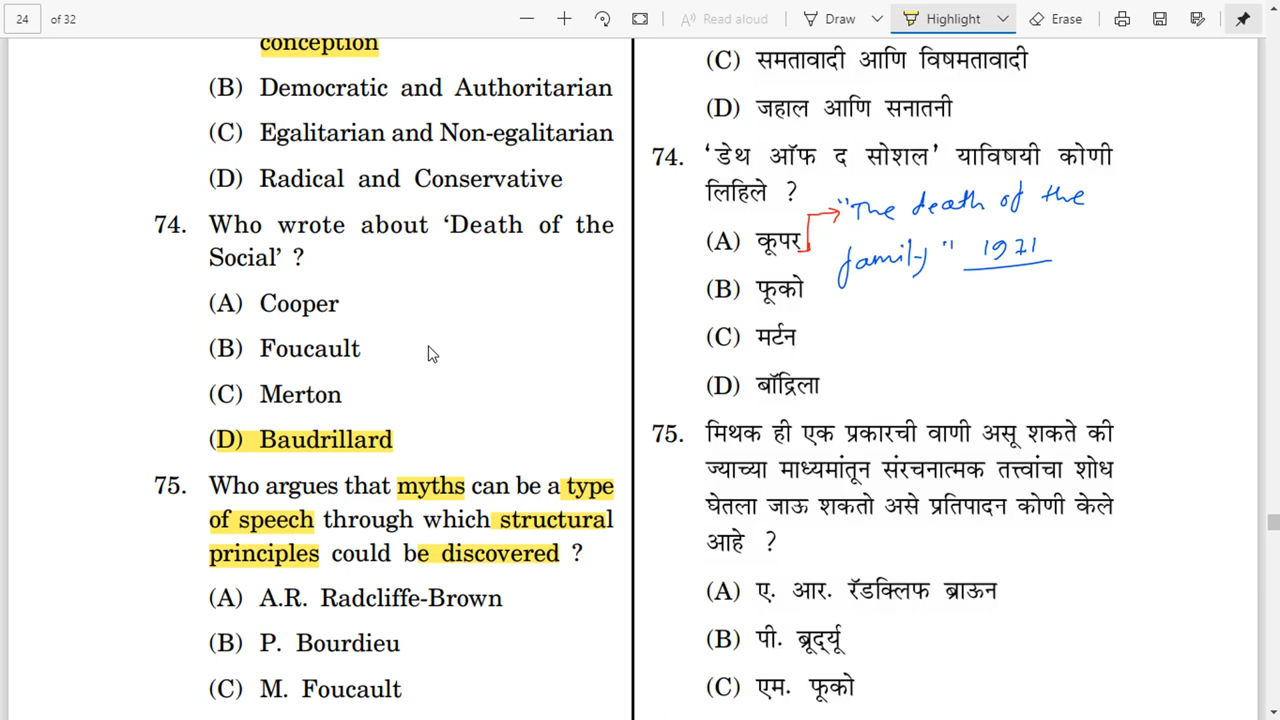 24 of 32
Read aloud
Draw
Highlight
Erase
conception
(B) Democratic and Authoritarian
(C) Egalitarian and Non-egalitarian
(D) Radical and Conservative
74. Who wrote about ‘Death of the
Social’ ?
(A) Cooper
(B) Foucault
(C) Merton
(D) Baudrillard
75. Who argues that myths can be a type
of speech through which structural
principles could be discovered ?
(A) A.R. Radcliffe-Brown
(B) P. Bourdieu
(C) M. Foucault
(C) समतावादी आणि विषमतावादी
(D) जहाल आणि सनातनी
74. ‘डेथ ऑफ द सोशल’ याविषयी कोणी
लिहिले ?
"The death of the
(A) कूपर
family" 1971
(B) फूको
(C) मर्टन
(D) बॉद्रिला
75. मिथक ही एक प्रकारची वाणी असू शकते की
ज्याच्या माध्यमांतून संरचनात्मक तत्त्वांचा शोध
घेतला जाऊ शकतो असे प्रतिपादन कोणी केले
आहे ?
(A) ए. आर. रॅडक्लिफ ब्राऊन
(B) पी. ब्रूर्द्यू
(C) एम. फूको